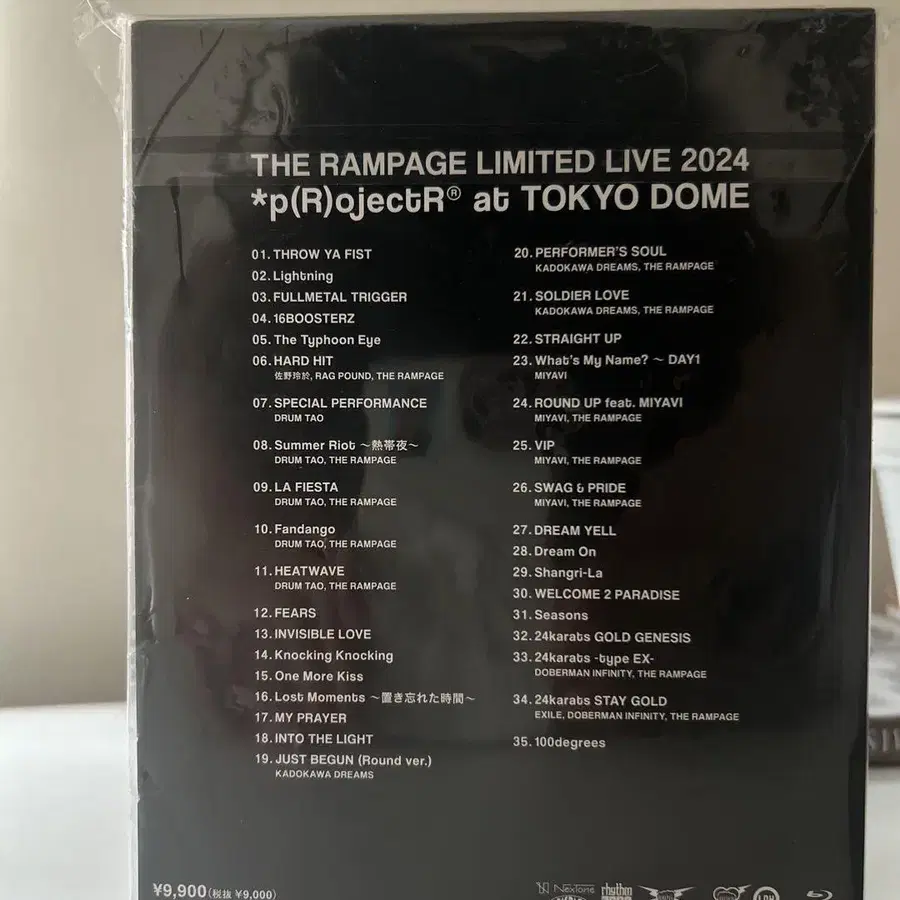 THE RAMPAGE LIMITED LIVE 2024
*p(R)ojectR® at TOKYO DOME
01. THROW YA FIST
02. Lightning
03. FULLMETAL TRIGGER
04. 16BOOSTERZ
05. The Typhoon Eye
06. HARD HIT
佐野玲於, RAG POUND, THE RAMPAGE
07. SPECIAL PERFORMANCE
DRUM TAO
08. Summer Riot ～熱帯夜～
DRUM TAO, THE RAMPAGE
09. LA FIESTA
DRUM TAO, THE RAMPAGE
10. Fandango
DRUM TAO, THE RAMPAGE
11. HEATWAVE
DRUM TAO, THE RAMPAGE
12. FEARS
13. INVISIBLE LOVE
14. Knocking Knocking
15. One More Kiss
16. Lost Moments ～置き忘れた時間～
17. MY PRAYER
18. INTO THE LIGHT
19. JUST BEGUN (Round ver.)
KADOKAWA DREAMS
20. PERFORMER'S SOUL
KADOKAWA DREAMS, THE RAMPAGE
21. SOLDIER LOVE
KADOKAWA DREAMS, THE RAMPAGE
22. STRAIGHT UP
23. What's My Name? ～ DAY1
MIYAVI
24. ROUND UP feat. MIYAVI
MIYAVI, THE RAMPAGE
25. VIP
MIYAVI, THE RAMPAGE
26. SWAG & PRIDE
MIYAVI, THE RAMPAGE
27. DREAM YELL
28. Dream On
29. Shangri-La
30. WELCOME 2 PARADISE
31. Seasons
32. 24karats GOLD GENESIS
33. 24karats -type EX-
DOBERMAN INFINITY, THE RAMPAGE
34. 24karats STAY GOLD
EXILE, DOBERMAN INFINITY, THE RAMPAGE
35. 100degrees
¥9,900(税抜 ¥9,000)
NexTone
rhythm